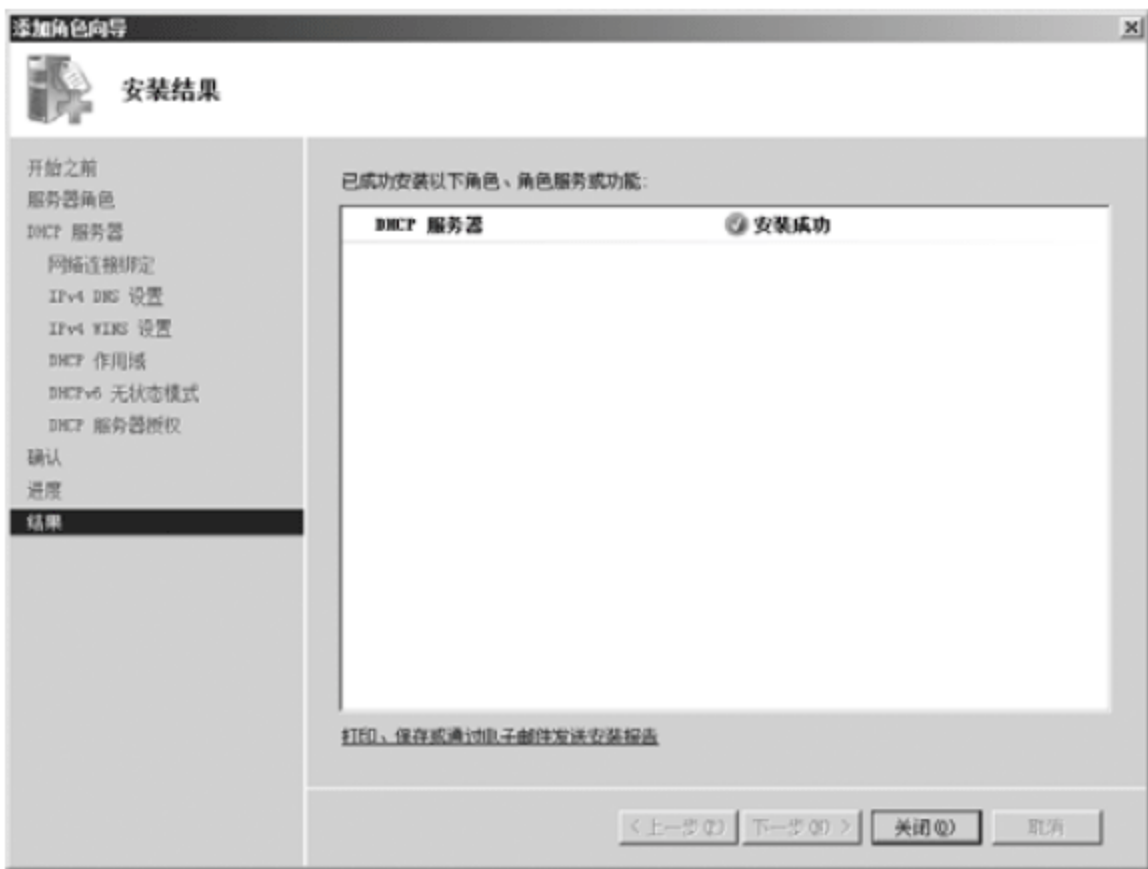 添加角色向导
安装结果
开始之前
服务器角色
DHCP 服务器
网络连接绑定
IPv4 DNS 设置
IPv4 WINS 设置
DHCP 作用域
DHCPv6 无状态模式
DHCP 服务器授权
确认
进度
结果
已成功安装以下角色、角色服务或功能:
DHCP 服务器 安装成功
打印、保存或通过电子邮件发送安装报告
< 上一步(P) 下一步(N) > 关闭(O) 取消